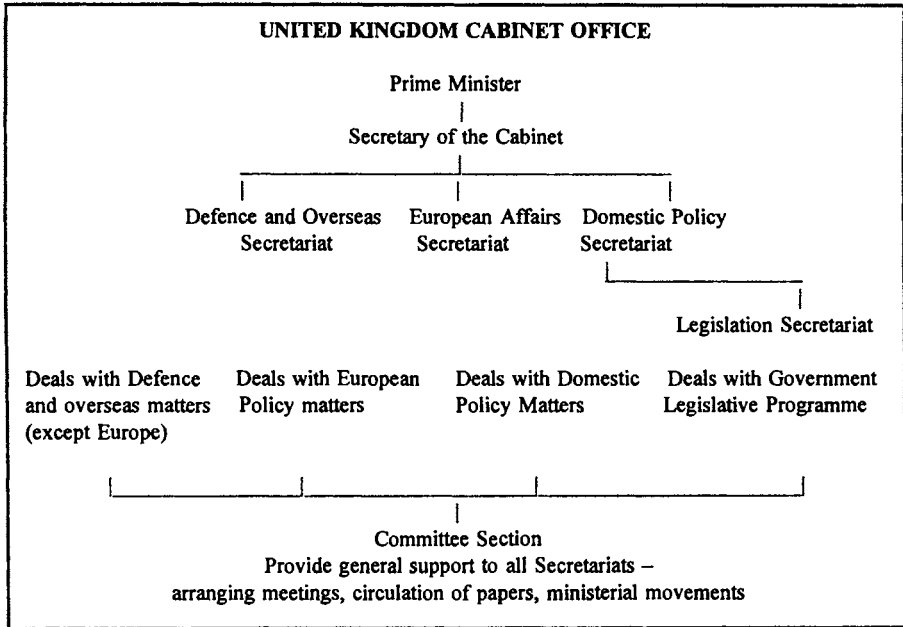 UNITED KINGDOM CABINET OFFICE
Prime Minister
Secretary of the Cabinet
Defence and Overseas Secretariat
European Affairs Secretariat
Domestic Policy Secretariat
Legislation Secretariat
Deals with Defence and overseas matters (except Europe)
Deals with European Policy matters
Deals with Domestic Policy Matters
Deals with Government Legislative Programme
Committee Section
Provide general support to all Secretariats –
arranging meetings, circulation of papers, ministerial movements